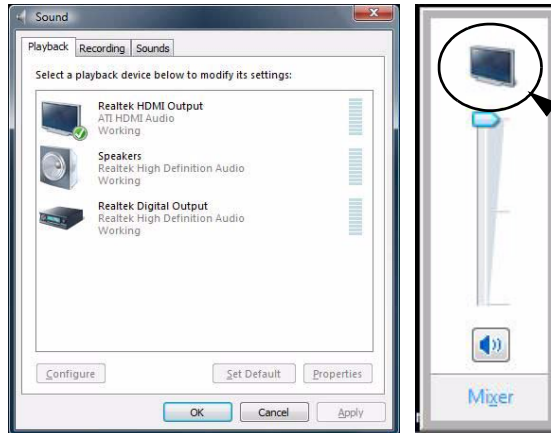 Sound
Playback Recording Sounds
Select a playback device below to modify its settings:
Realtek HDMI Output
ATI HDMI Audio
Working
Speakers
Realtek High Definition Audio
Working
Realtek Digital Output
Realtek High Definition Audio
Working
Configure Set Default Properties
OK Cancel Apply
Mixer